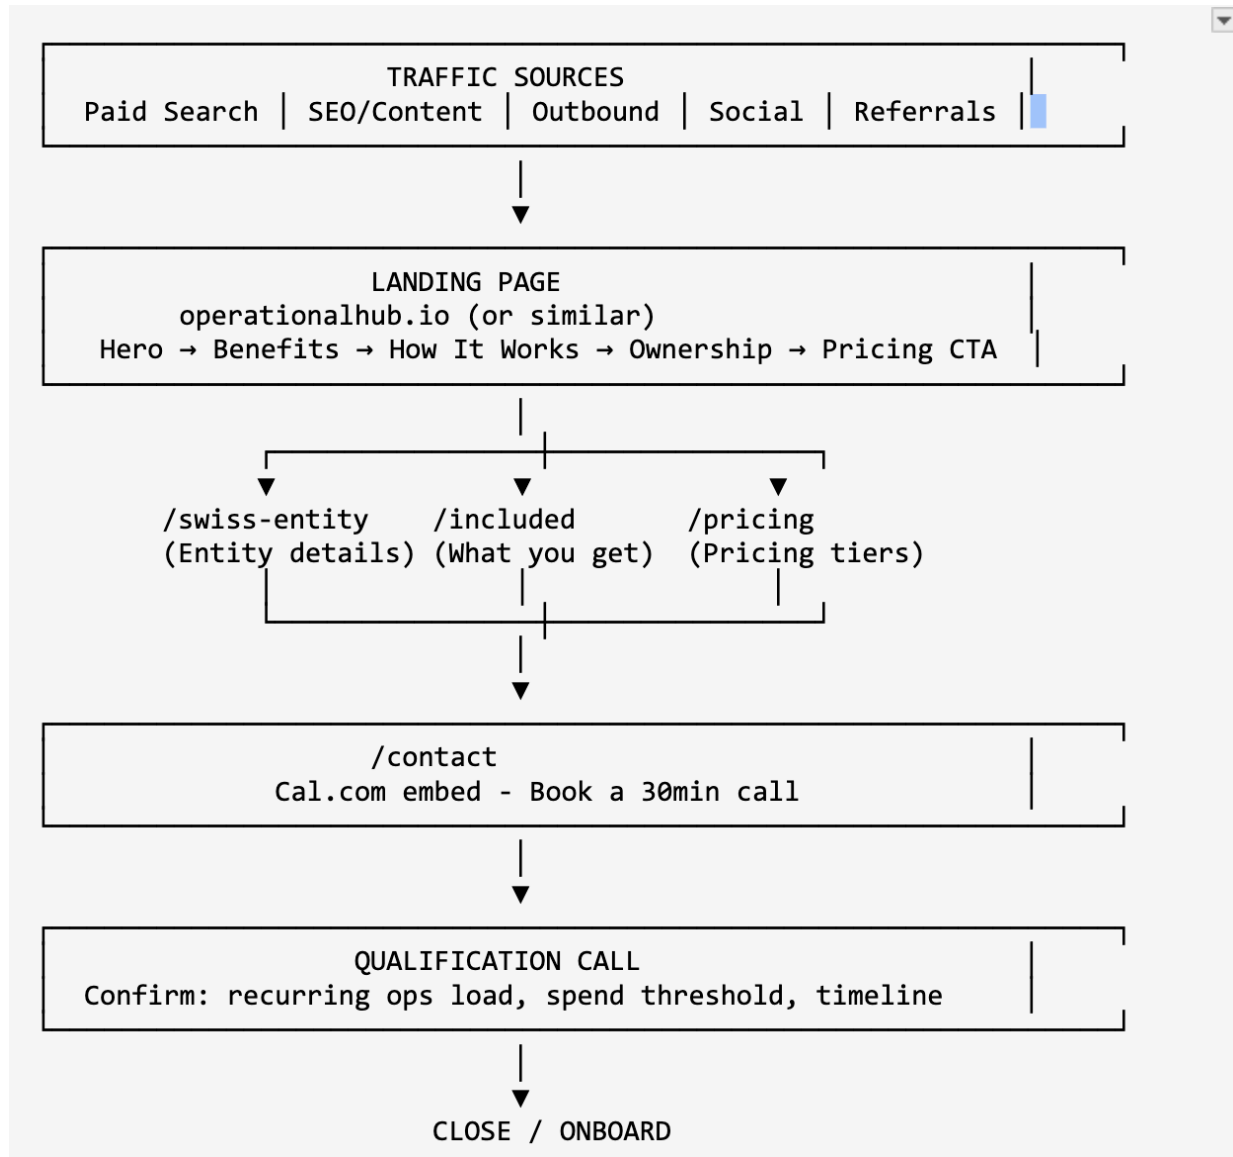 TRAFFIC SOURCES
Paid Search | SEO/Content | Outbound | Social | Referrals |
LANDING PAGE
operationalhub.io (or similar)
Hero → Benefits → How It Works → Ownership → Pricing CTA
/swiss-entity /included /pricing
(Entity details) (What you get) (Pricing tiers)
/contact
Cal.com embed - Book a 30min call
QUALIFICATION CALL
Confirm: recurring ops load, spend threshold, timeline
CLOSE / ONBOARD